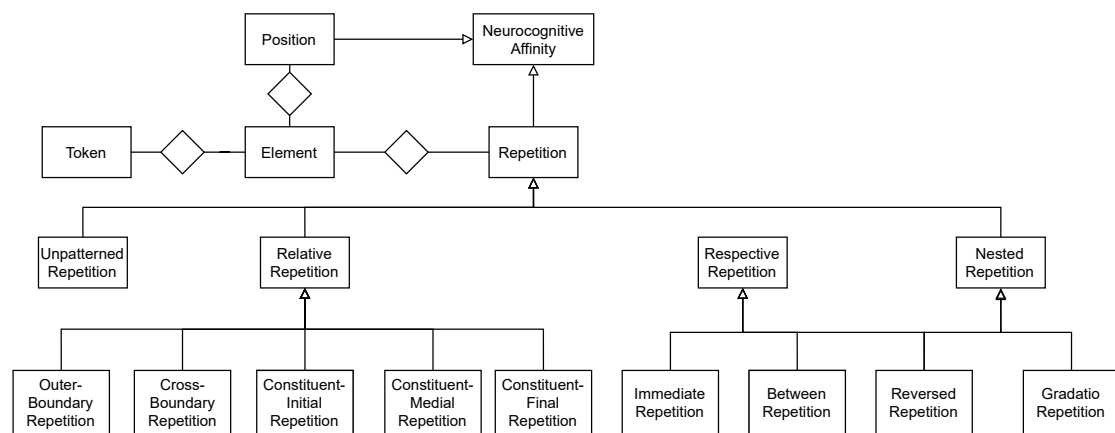 Position
Neurocognitive
Affinity
Token
Element
Repetition
Unpatterned
Repetition
Relative
Repetition
Respective
Repetition
Nested
Repetition
Outer-
Boundary
Repetition
Cross-
Boundary
Repetition
Constituent-
Initial
Repetition
Constituent-
Medial
Repetition
Constituent-
Final
Repetition
Immediate
Repetition
Between
Repetition
Reversed
Repetition
Gradatio
Repetition